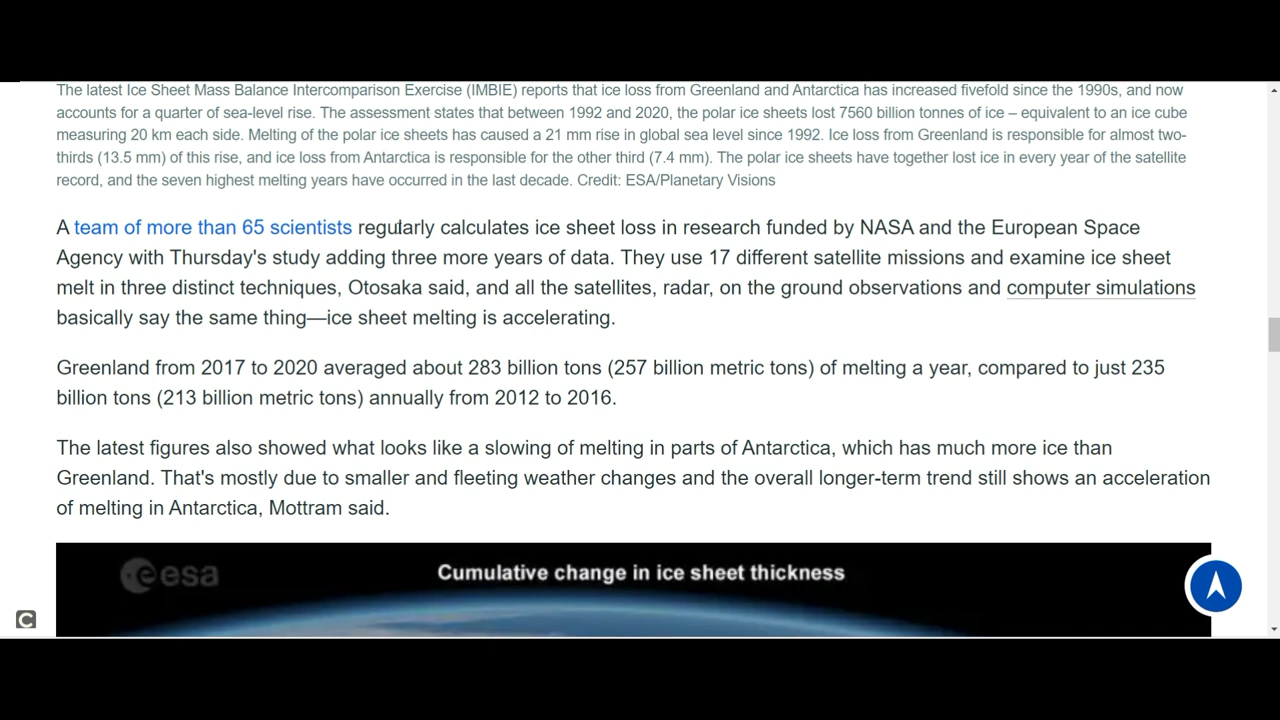 The latest Ice Sheet Mass Balance Intercomparison Exercise (IMBIE) reports that ice loss from Greenland and Antarctica has increased fivefold since the 1990s, and now
accounts for a quarter of sea-level rise. The assessment states that between 1992 and 2020, the polar ice sheets lost 7560 billion tonnes of ice – equivalent to an ice cube
measuring 20 km each side. Melting of the polar ice sheets has caused a 21 mm rise in global sea level since 1992. Ice loss from Greenland is responsible for almost two-
thirds (13.5 mm) of this rise, and ice loss from Antarctica is responsible for the other third (7.4 mm). The polar ice sheets have together lost ice in every year of the satellite
record, and the seven highest melting years have occurred in the last decade. Credit: ESA/Planetary Visions
A team of more than 65 scientists regularly calculates ice sheet loss in research funded by NASA and the European Space
Agency with Thursday's study adding three more years of data. They use 17 different satellite missions and examine ice sheet
melt in three distinct techniques, Otosaka said, and all the satellites, radar, on the ground observations and computer simulations
basically say the same thing—ice sheet melting is accelerating.
Greenland from 2017 to 2020 averaged about 283 billion tons (257 billion metric tons) of melting a year, compared to just 235
billion tons (213 billion metric tons) annually from 2012 to 2016.
The latest figures also showed what looks like a slowing of melting in parts of Antarctica, which has much more ice than
Greenland. That's mostly due to smaller and fleeting weather changes and the overall longer-term trend still shows an acceleration
of melting in Antarctica, Mottram said.
esa
Cumulative change in ice sheet thickness
C